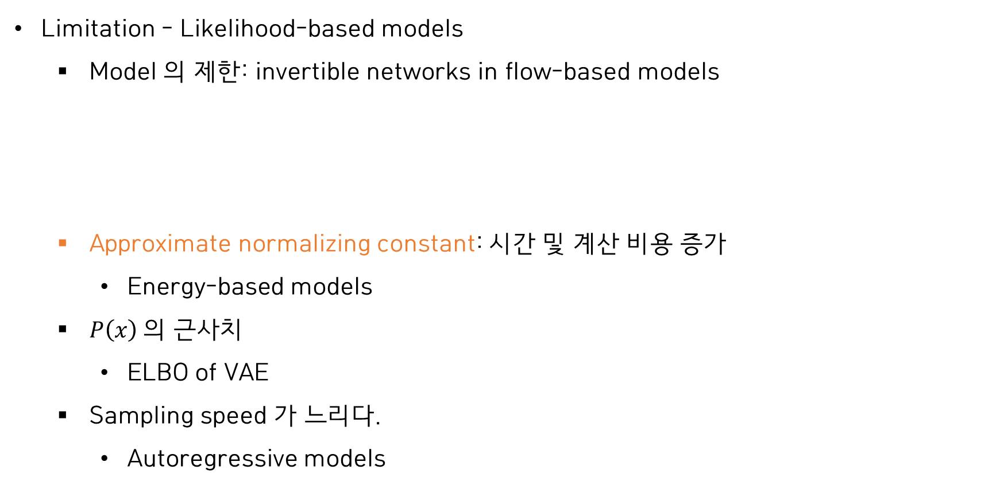 • Limitation - Likelihood-based models
▪ Model 의 제한: invertible networks in flow-based models
▪ Approximate normalizing constant: 시간 및 계산 비용 증가
• Energy-based models
▪ P(x) 의 근사치
• ELBO of VAE
▪ Sampling speed 가 느리다.
• Autoregressive models